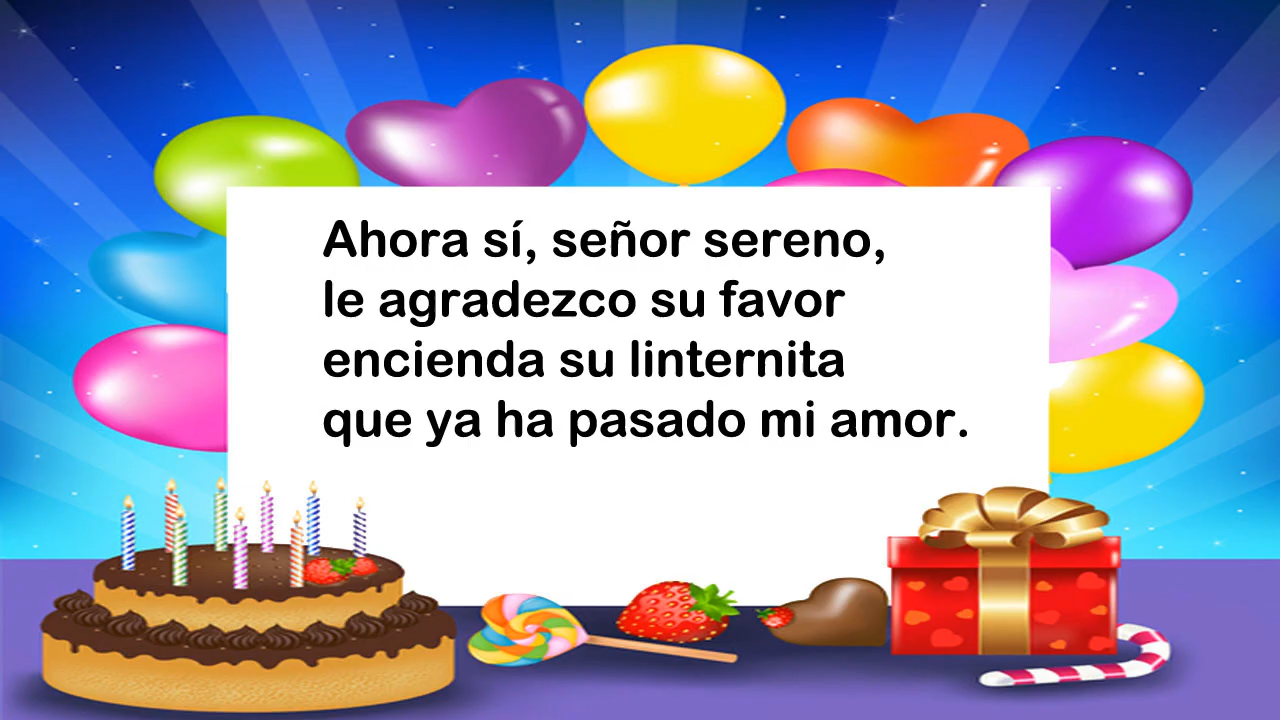 Ahora sí, señor sereno,
le agradezco su favor
encienda su linternita
que ya ha pasado mi amor.